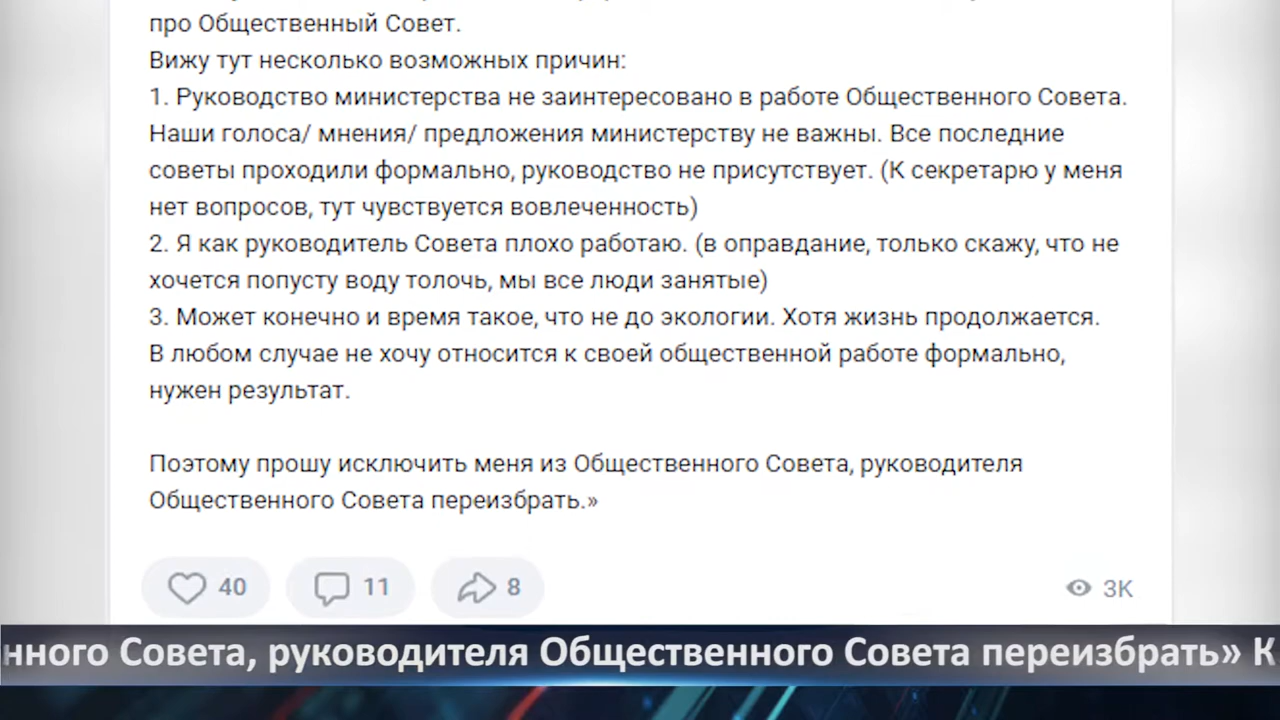 про Общественный Совет.
Вижу тут несколько возможных причин:
1. Руководство министерства не заинтересовано в работе Общественного Совета.
Наши голоса/ мнения/ предложения министерству не важны. Все последние
советы проходили формально, руководство не присутствует. (К секретарю у меня
нет вопросов, тут чувствуется вовлеченность)
2. Я как руководитель Совета плохо работаю. (в оправдание, только скажу, что не
хочется попусту воду толочь, мы все люди занятые)
3. Может конечно и время такое, что не до экологии. Хотя жизнь продолжается.
В любом случае не хочу относится к своей общественной работе формально,
нужен результат.
Поэтому прошу исключить меня из Общественного Совета, руководителя
Общественного Совета переизбрать.»
40 11 8 3K
нного Совета, руководителя Общественного Совета переизбрать» К